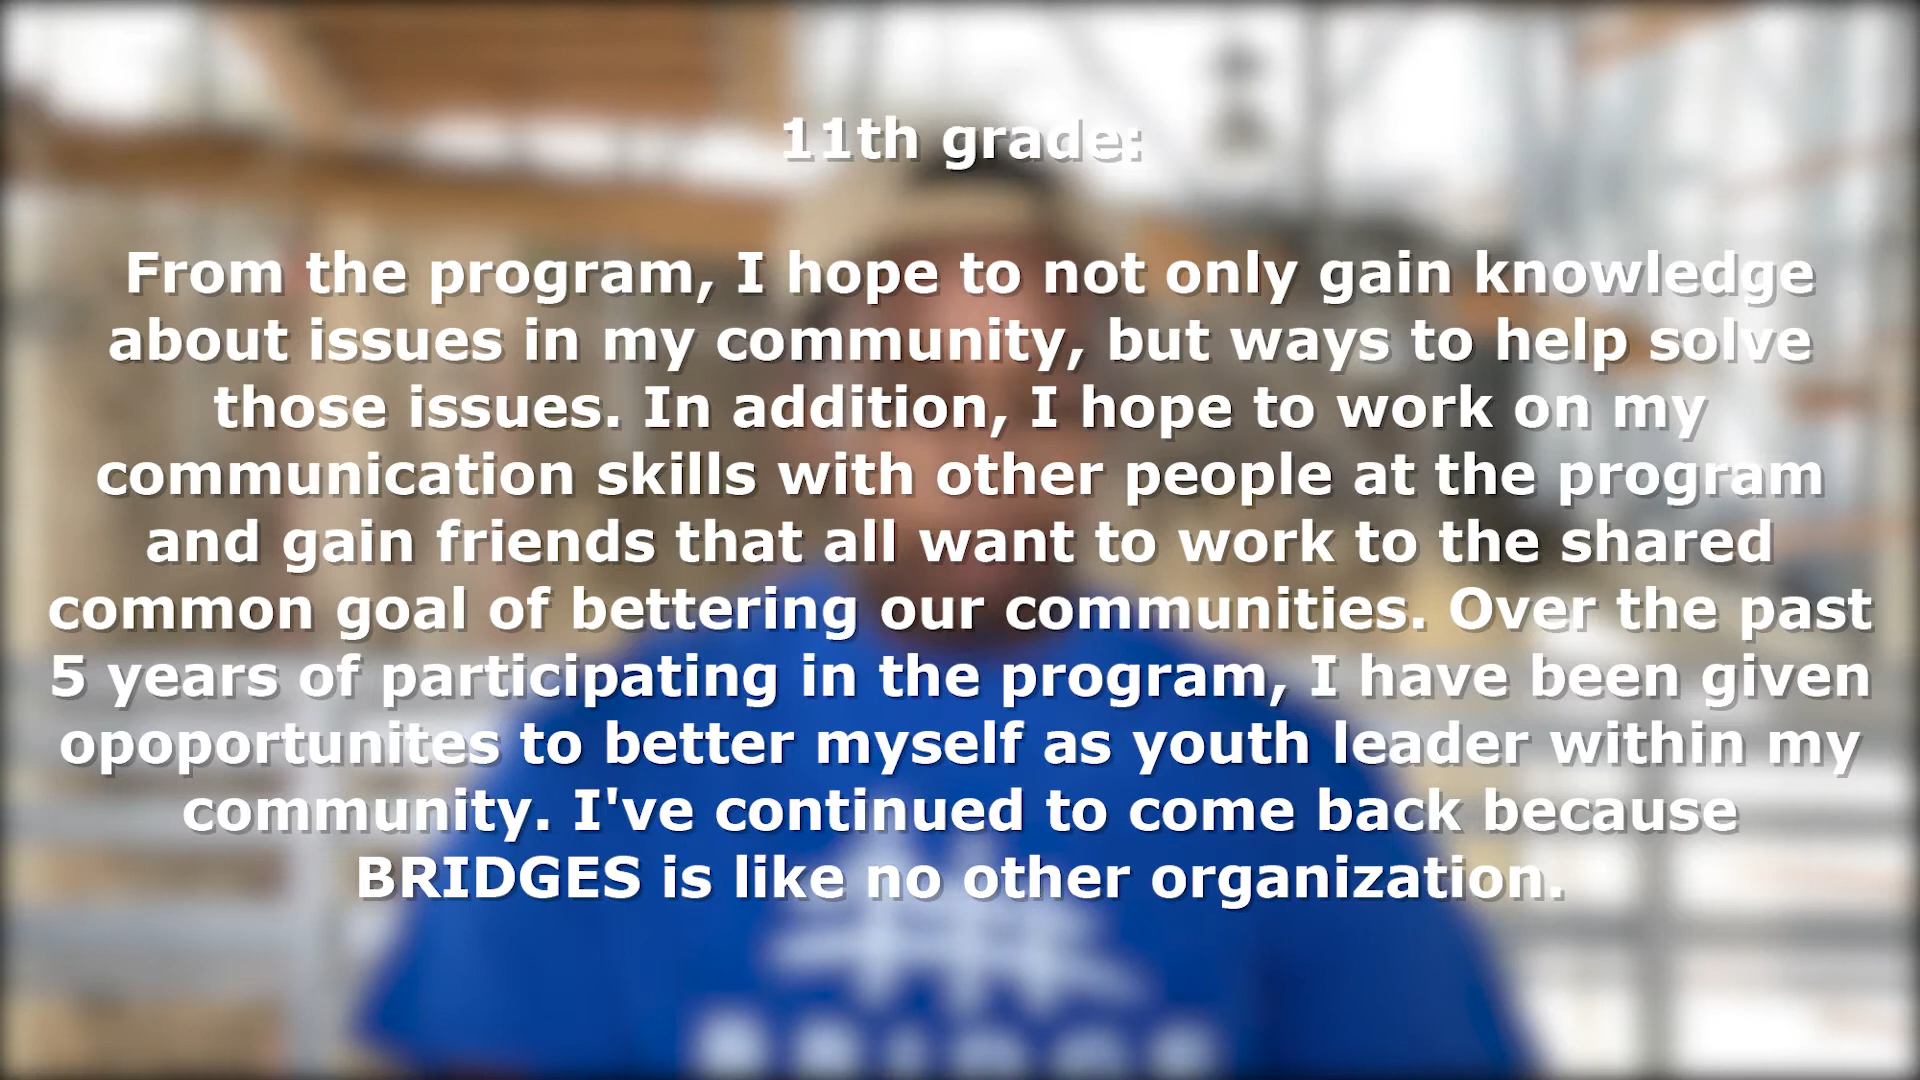 11th grade:
From the program, I hope to not only gain knowledge
about issues in my community, but ways to help solve
those issues. In addition, I hope to work on my
communication skills with other people at the program
and gain friends that all want to work to the shared
common goal of bettering our communities. Over the past
5 years of participating in the program, I have been given
opoportunites to better myself as youth leader within my
community. I've continued to come back because
BRIDGES is like no other organization.